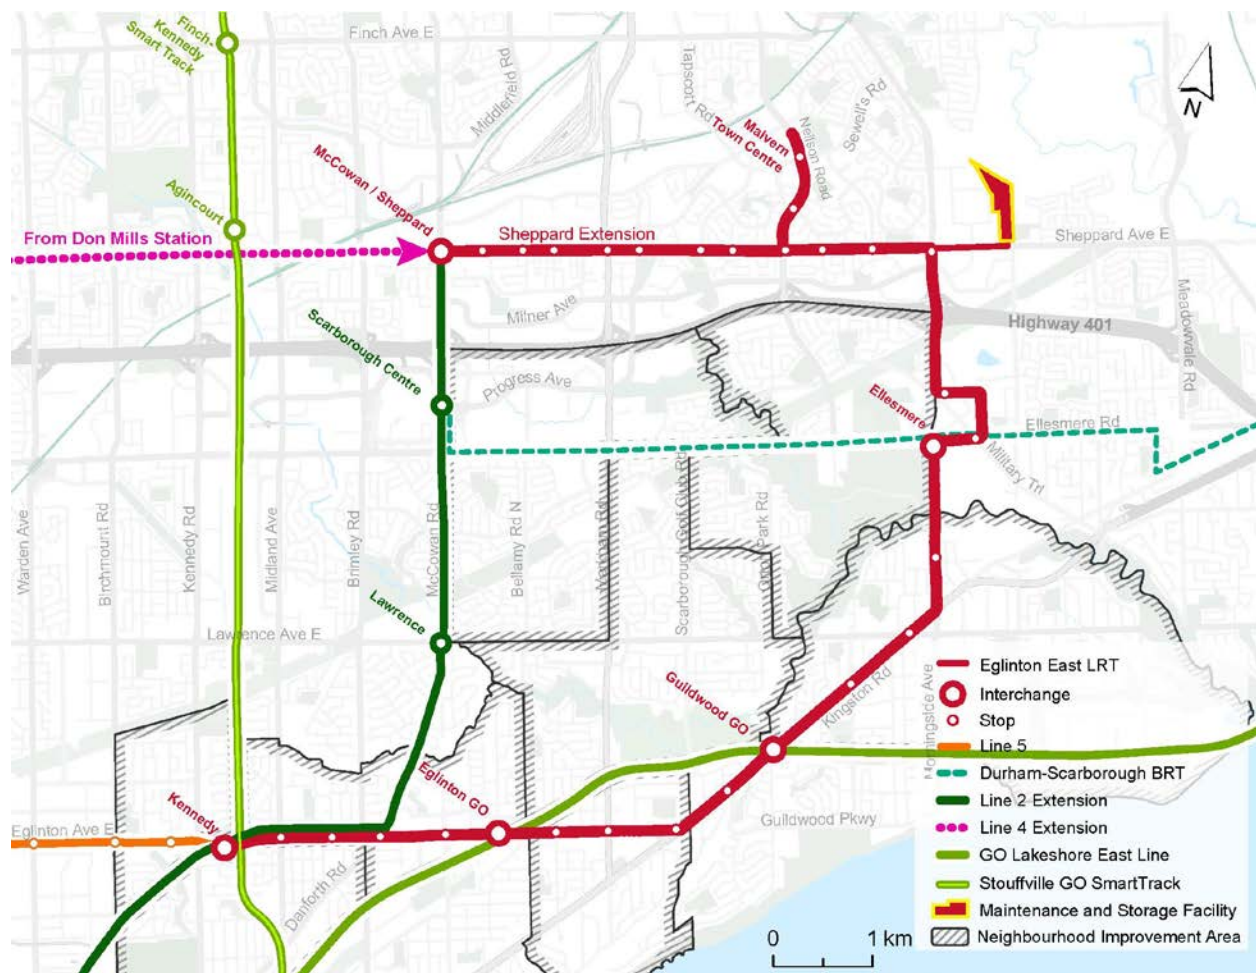 Finch-
Kennedy
Smart Track
Finch Ave E
Middlefield Rd
Tapscott Rd
Malvern
Town Centre
Neilson Road
Sewell's Rd
N
McCowan / Sheppard
Agincourt
From Don Mills Station
Sheppard Extension
Sheppard Ave E
Milner Ave
Highway 401
Meadowvale Rd
Scarborough Centre
Progress Ave
Ellesmere
Ellesmere Rd
Military Trl
Warden Ave
Birchmount Rd
Kennedy Rd
Midland Ave
Brimley Rd
McCowan Rd
Bellamy Rd N
Scarborough Golf Club Rd
Lawrence
Lawrence Ave E
Guildwood GO
Kingston Rd
Morningside Ave
Eglinton GO
Kennedy
Eglinton Ave E
Danforth Rd
Guildwood Pkwy
Eglinton East LRT
Interchange
Stop
Line 5
Durham-Scarborough BRT
Line 2 Extension
Line 4 Extension
GO Lakeshore East Line
Stouffville GO SmartTrack
Maintenance and Storage Facility
Neighbourhood Improvement Area
0 1 km